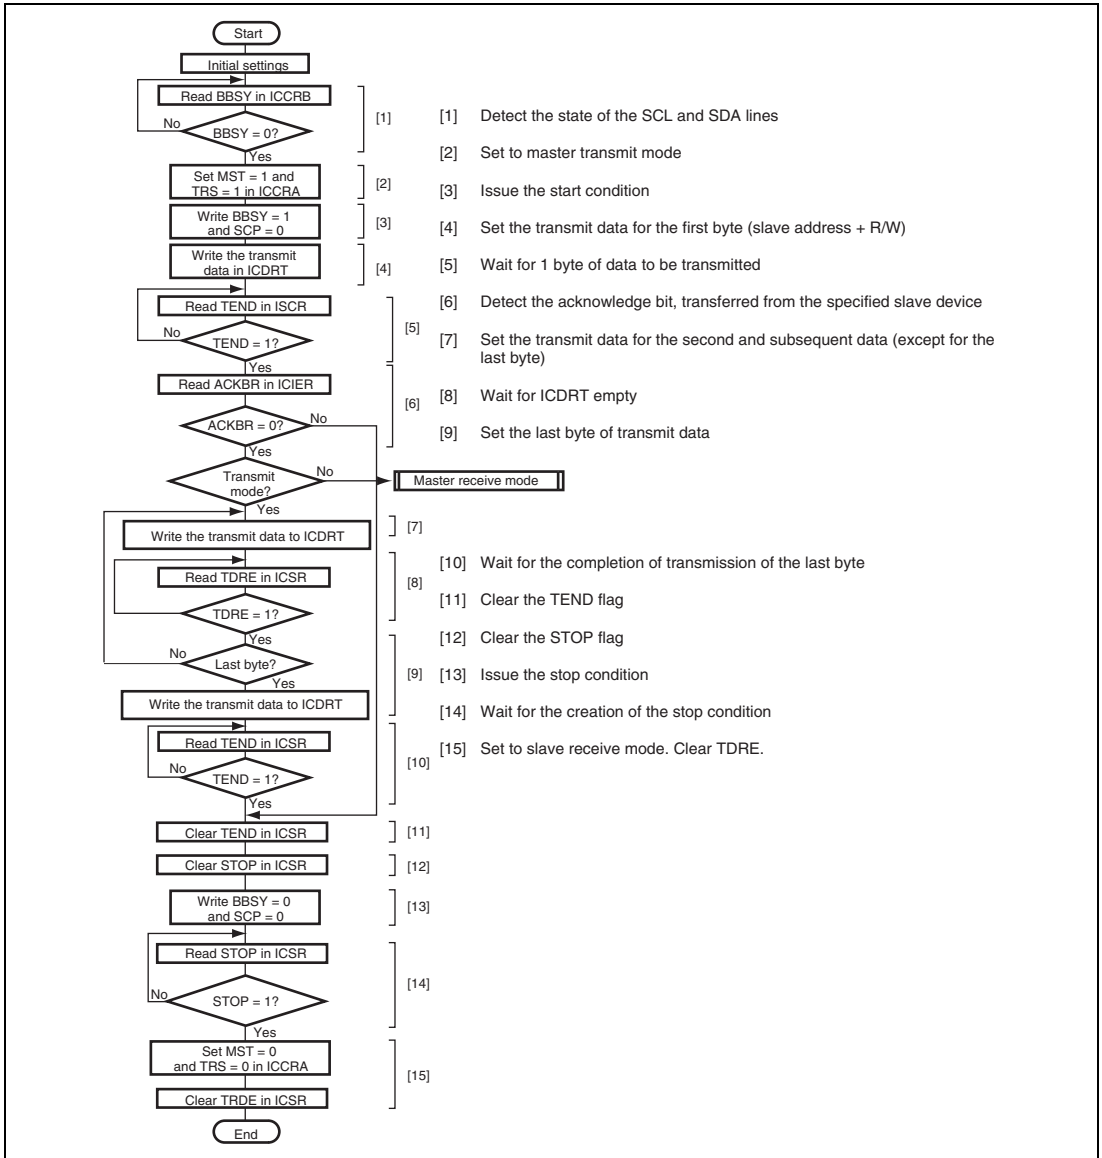 Start
Initial settings
Read BBSY in ICCRB
No
BBSY = 0?
[1]
Yes
Set MST = 1 and
TRS = 1 in ICCRA
[2]
Write BBSY = 1
and SCP = 0
[3]
Write the transmit
data in ICDRT
[4]
Read TEND in ISCR
No
TEND = 1?
[5]
Yes
Read ACKBR in ICIER
[6]
ACKBR = 0?
No
Yes
Transmit
mode?
No
Master receive mode
Yes
Write the transmit data to ICDRT
[7]
Read TDRE in ICSR
[8]
TDRE = 1?
Yes
No
Last byte?
[9]
Yes
Write the transmit data to ICDRT
Read TEND in ICSR
No
TEND = 1?
[10]
Yes
Clear TEND in ICSR
[11]
Clear STOP in ICSR
[12]
Write BBSY = 0
and SCP = 0
[13]
Read STOP in ICSR
[14]
No
STOP = 1?
Yes
Set MST = 0
and TRS = 0 in ICCRA
[15]
Clear TRDE in ICSR
End
[1] Detect the state of the SCL and SDA lines
[2] Set to master transmit mode
[3] Issue the start condition
[4] Set the transmit data for the first byte (slave address + R/W)
[5] Wait for 1 byte of data to be transmitted
[6] Detect the acknowledge bit, transferred from the specified slave device
[7] Set the transmit data for the second and subsequent data (except for the
last byte)
[8] Wait for ICDRT empty
[9] Set the last byte of transmit data
[10] Wait for the completion of transmission of the last byte
[11] Clear the TEND flag
[12] Clear the STOP flag
[13] Issue the stop condition
[14] Wait for the creation of the stop condition
[15] Set to slave receive mode. Clear TDRE.